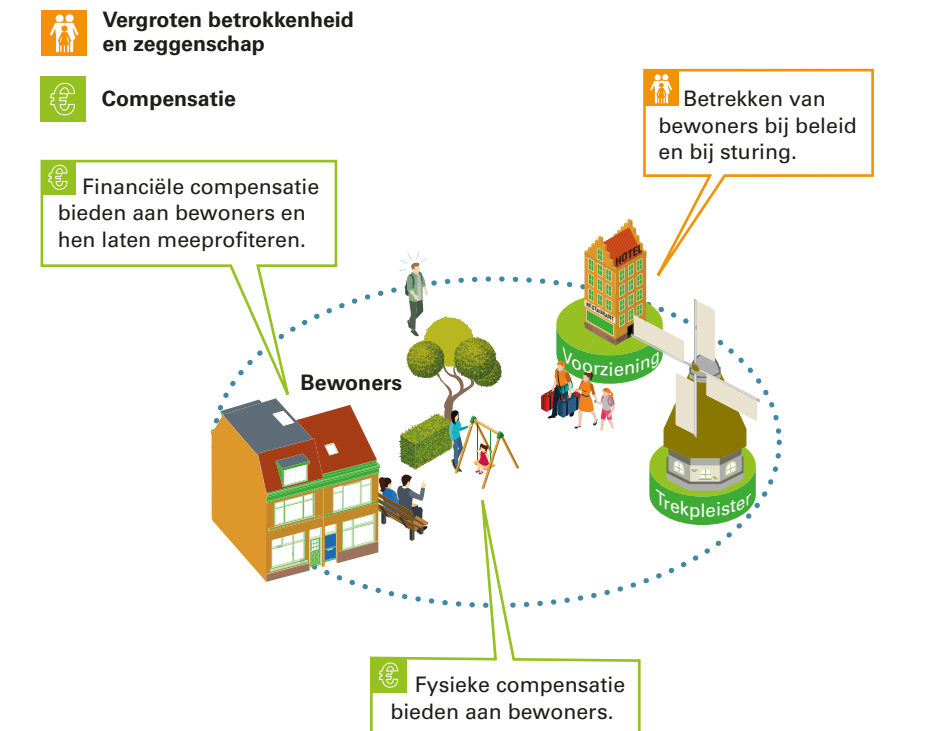 Vergroten betrokkenheid
en zeggenschap
Compensatie
Betrekken van
bewoners bij beleid
en bij sturing.
Financiële compensatie
bieden aan bewoners en
hen laten meeprofiteren.
HOTEL
RESTAURANT
Voorziening
Bewoners
Trekpleister
Fysieke compensatie
bieden aan bewoners.